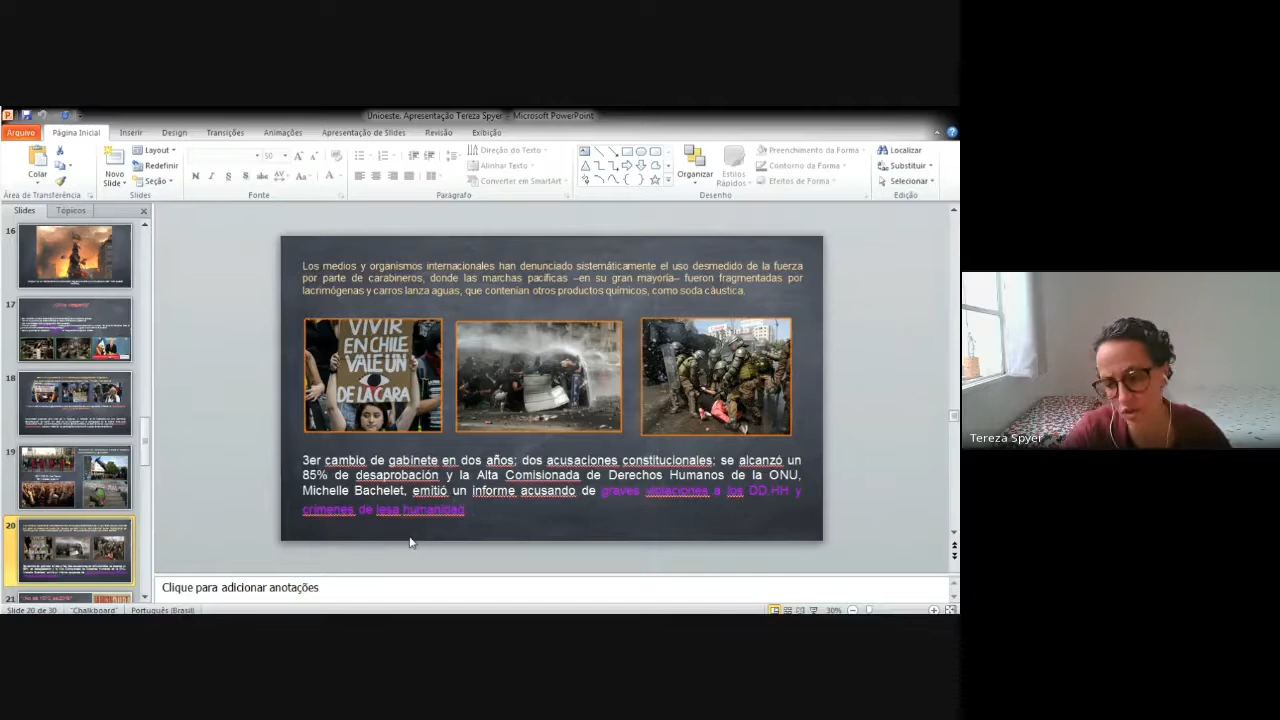 Unioeste. Apresentação Tereza Spyer - Microsoft PowerPoint
Arquivo Página Inicial Inserir Design Transições Animações Apresentação de Slides Revisão Exibição
Colar
Área de Transferência
Novo Slide
Layout
Redefinir
Seção
Slides
50
Fonte
Direção do Texto
Alinhar Texto
Converter em SmartArt
Parágrafo
Organizar
Estilos Rápidos
Preenchimento da Forma
Contorno da Forma
Efeitos de Forma
Desenho
Localizar
Substituir
Selecionar
Edição
Slides Tópicos
16
17
18
19
20
21
Los medios y organismos internacionales han denunciado sistemáticamente el uso desmedido de la fuerza
por parte de carabineros, donde las marchas pacíficas –en su gran mayoría– fueron fragmentadas por
lacrimógenas y carros lanza aguas, que contenían otros productos químicos, como soda cáustica.
VIVIR
EN CHILE
VALE UN
DE LA CARA
3er cambio de gabinete en dos años; dos acusaciones constitucionales; se alcanzó un
85% de desaprobación y la Alta Comisionada de Derechos Humanos de la ONU,
Michelle Bachelet, emitió un informe acusando de graves violaciones a los DD.HH y
crímenes de lesa humanidad
Clique para adicionar anotações
Slide 20 de 30 "Chalkboard" Português (Brasil) 30%
Tereza Spyer